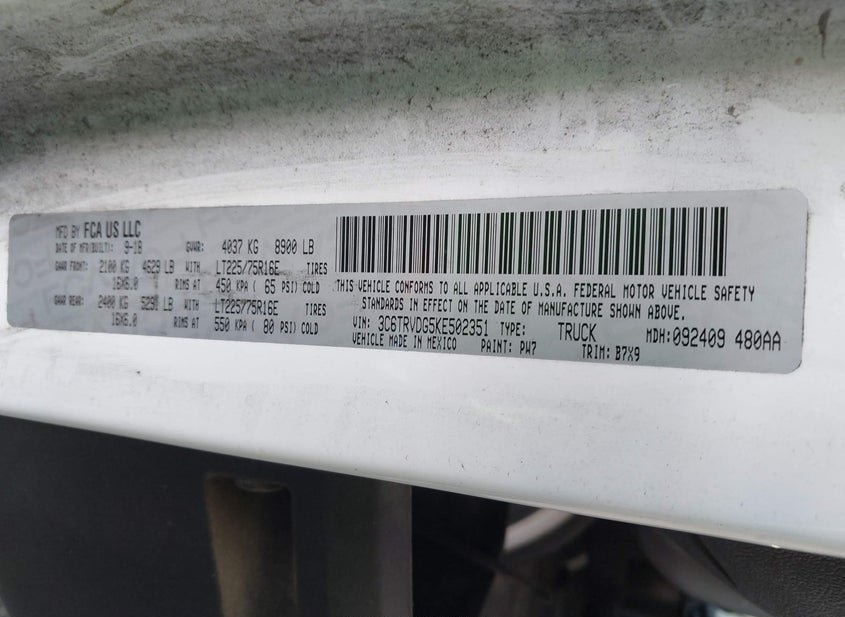 MFD BY FCA US LLC
DATE OF MFR(BUILT): 9-18 GVWR: 4037 KG 8900 LB
GAWR FRONT: 2100 KG 4629 LB WITH LT225/75R16E TIRES
16X6.0 RIMS AT 450 KPA ( 65 PSI) COLD
GAWR REAR: 2400 KG 5291 LB WITH LT225/75R16E TIRES
16X6.0 RIMS AT 550 KPA ( 80 PSI) COLD
THIS VEHICLE CONFORMS TO ALL APPLICABLE U.S.A. FEDERAL MOTOR VEHICLE SAFETY
STANDARDS IN EFFECT ON THE DATE OF MANUFACTURE SHOWN ABOVE.
VIN: 3C6TRVDG5KE502351 TYPE: TRUCK MDH:092409 480AA
VEHICLE MADE IN MEXICO PAINT: PW7 TRIM: B7X9